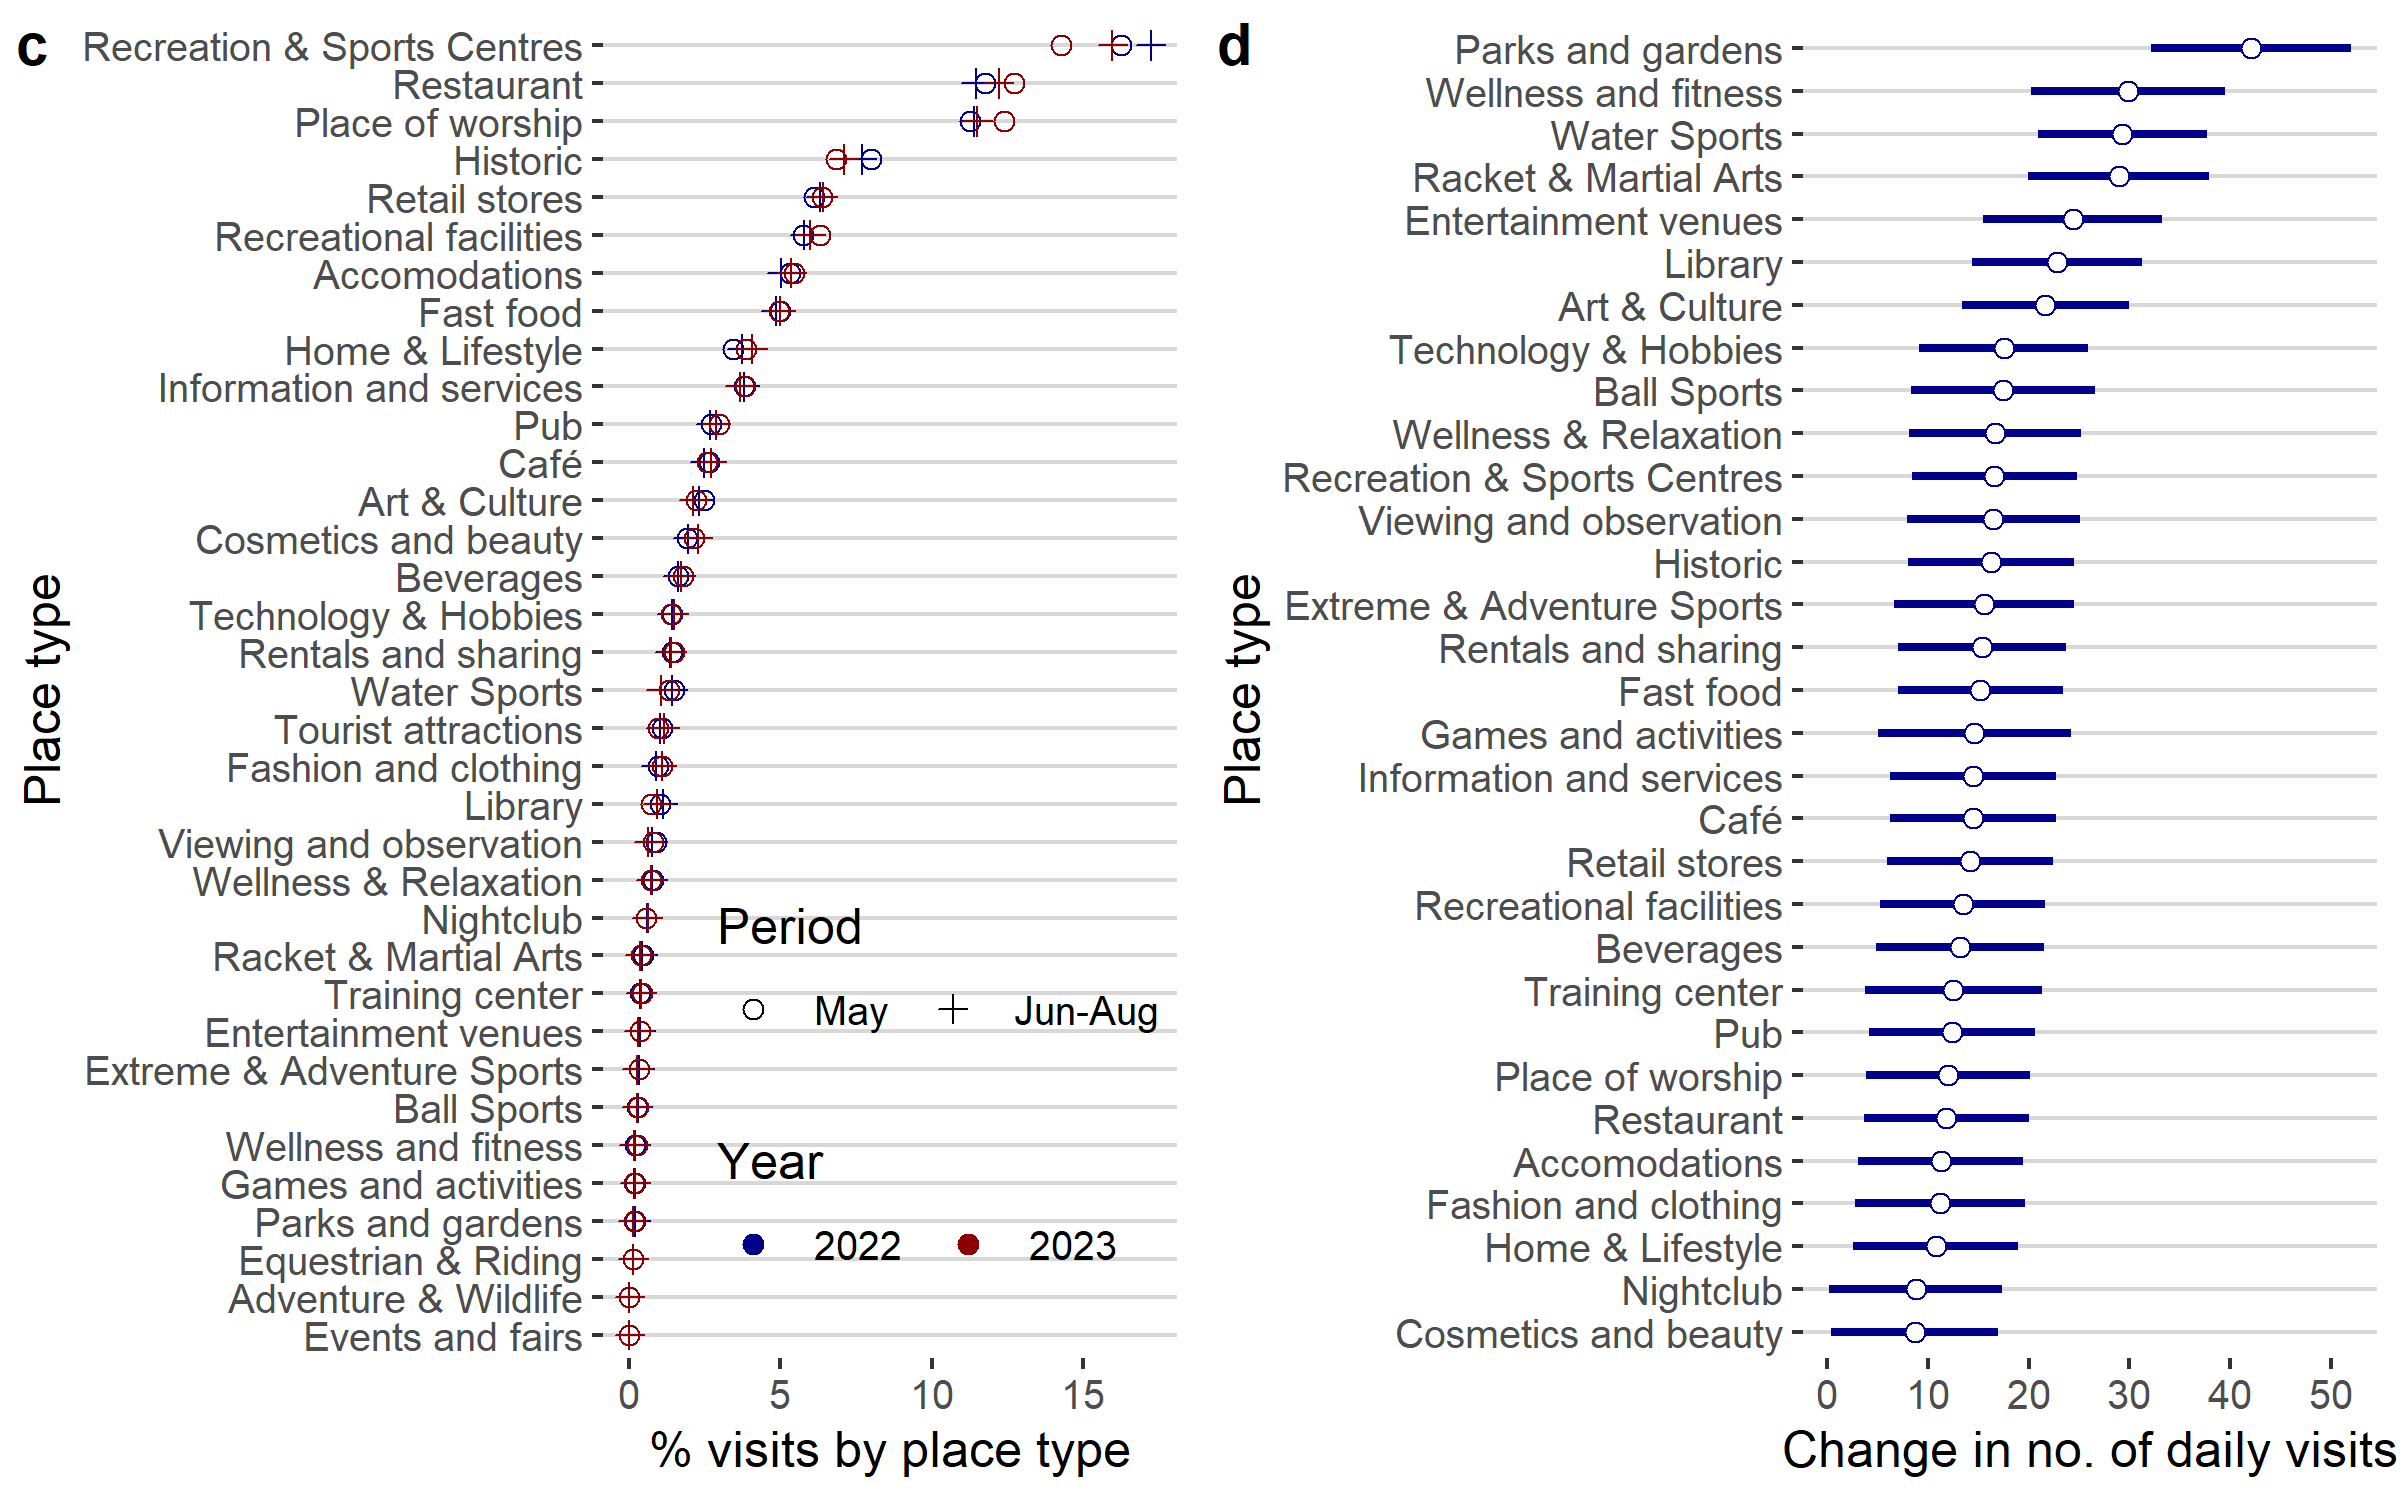 c
Recreation & Sports Centres
Restaurant
Place of worship
Historic
Retail stores
Recreational facilities
Accomodations
Fast food
Home & Lifestyle
Information and services
Pub
Café
Art & Culture
Cosmetics and beauty
Beverages
Technology & Hobbies
Rentals and sharing
Water Sports
Tourist attractions
Fashion and clothing
Library
Viewing and observation
Wellness & Relaxation
Nightclub
Racket & Martial Arts
Training center
Entertainment venues
Extreme & Adventure Sports
Ball Sports
Wellness and fitness
Games and activities
Parks and gardens
Equestrian & Riding
Adventure & Wildlife
Events and fairs
Place type
Period
May Jun-Aug
Year
2022 2023
0 5 10 15
% visits by place type
d
Parks and gardens
Wellness and fitness
Water Sports
Racket & Martial Arts
Entertainment venues
Library
Art & Culture
Technology & Hobbies
Ball Sports
Wellness & Relaxation
Recreation & Sports Centres
Viewing and observation
Historic
Extreme & Adventure Sports
Rentals and sharing
Fast food
Games and activities
Information and services
Café
Retail stores
Recreational facilities
Beverages
Training center
Pub
Place of worship
Restaurant
Accomodations
Fashion and clothing
Home & Lifestyle
Nightclub
Cosmetics and beauty
Place type
0 10 20 30 40 50
Change in no. of daily visits